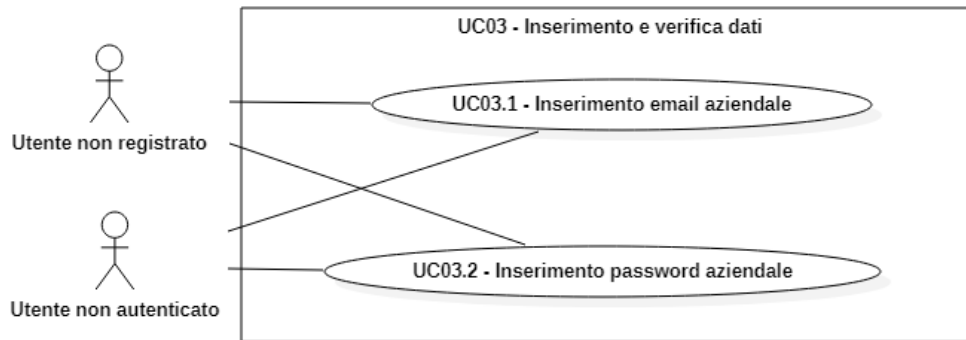 UC03 - Inserimento e verifica dati
UC03.1 - Inserimento email aziendale
Utente non registrato
UC03.2 - Inserimento password aziendale
Utente non autenticato